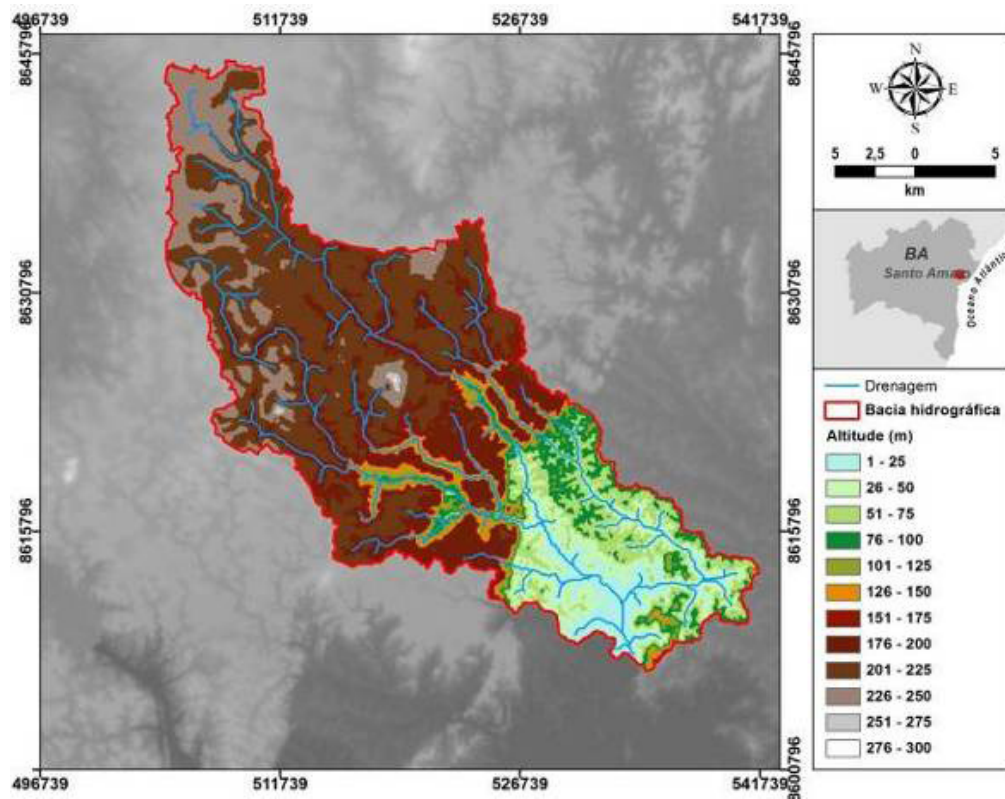 496739 511739 526739 541739
8645796
8630796
8615796
8600796
8645796
8630796
8615796
496739 511739 526739 541739
N
W E
S
5 2,5 0 5
km
BA
Santo Amaro
Oceano Atlântico
Drenagem
Bacia hidrográfica
Altitude (m)
1 - 25
26 - 50
51 - 75
76 - 100
101 - 125
126 - 150
151 - 175
176 - 200
201 - 225
226 - 250
251 - 275
276 - 300